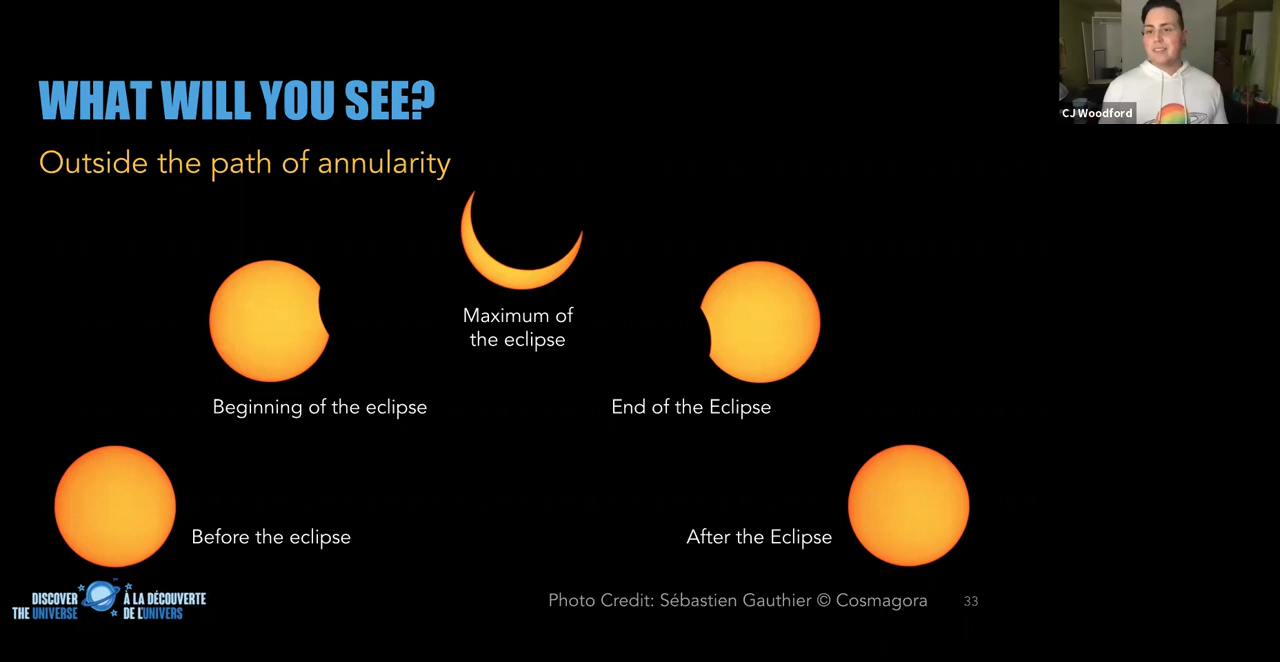 CJ Woodford
WHAT WILL YOU SEE?
Outside the path of annularity
Maximum of
the eclipse
Beginning of the eclipse
End of the Eclipse
Before the eclipse
After the Eclipse
DISCOVER
THE UNIVERSE
À LA DÉCOUVERTE
DE L'UNIVERS
Photo Credit: Sébastien Gauthier © Cosmagora
33